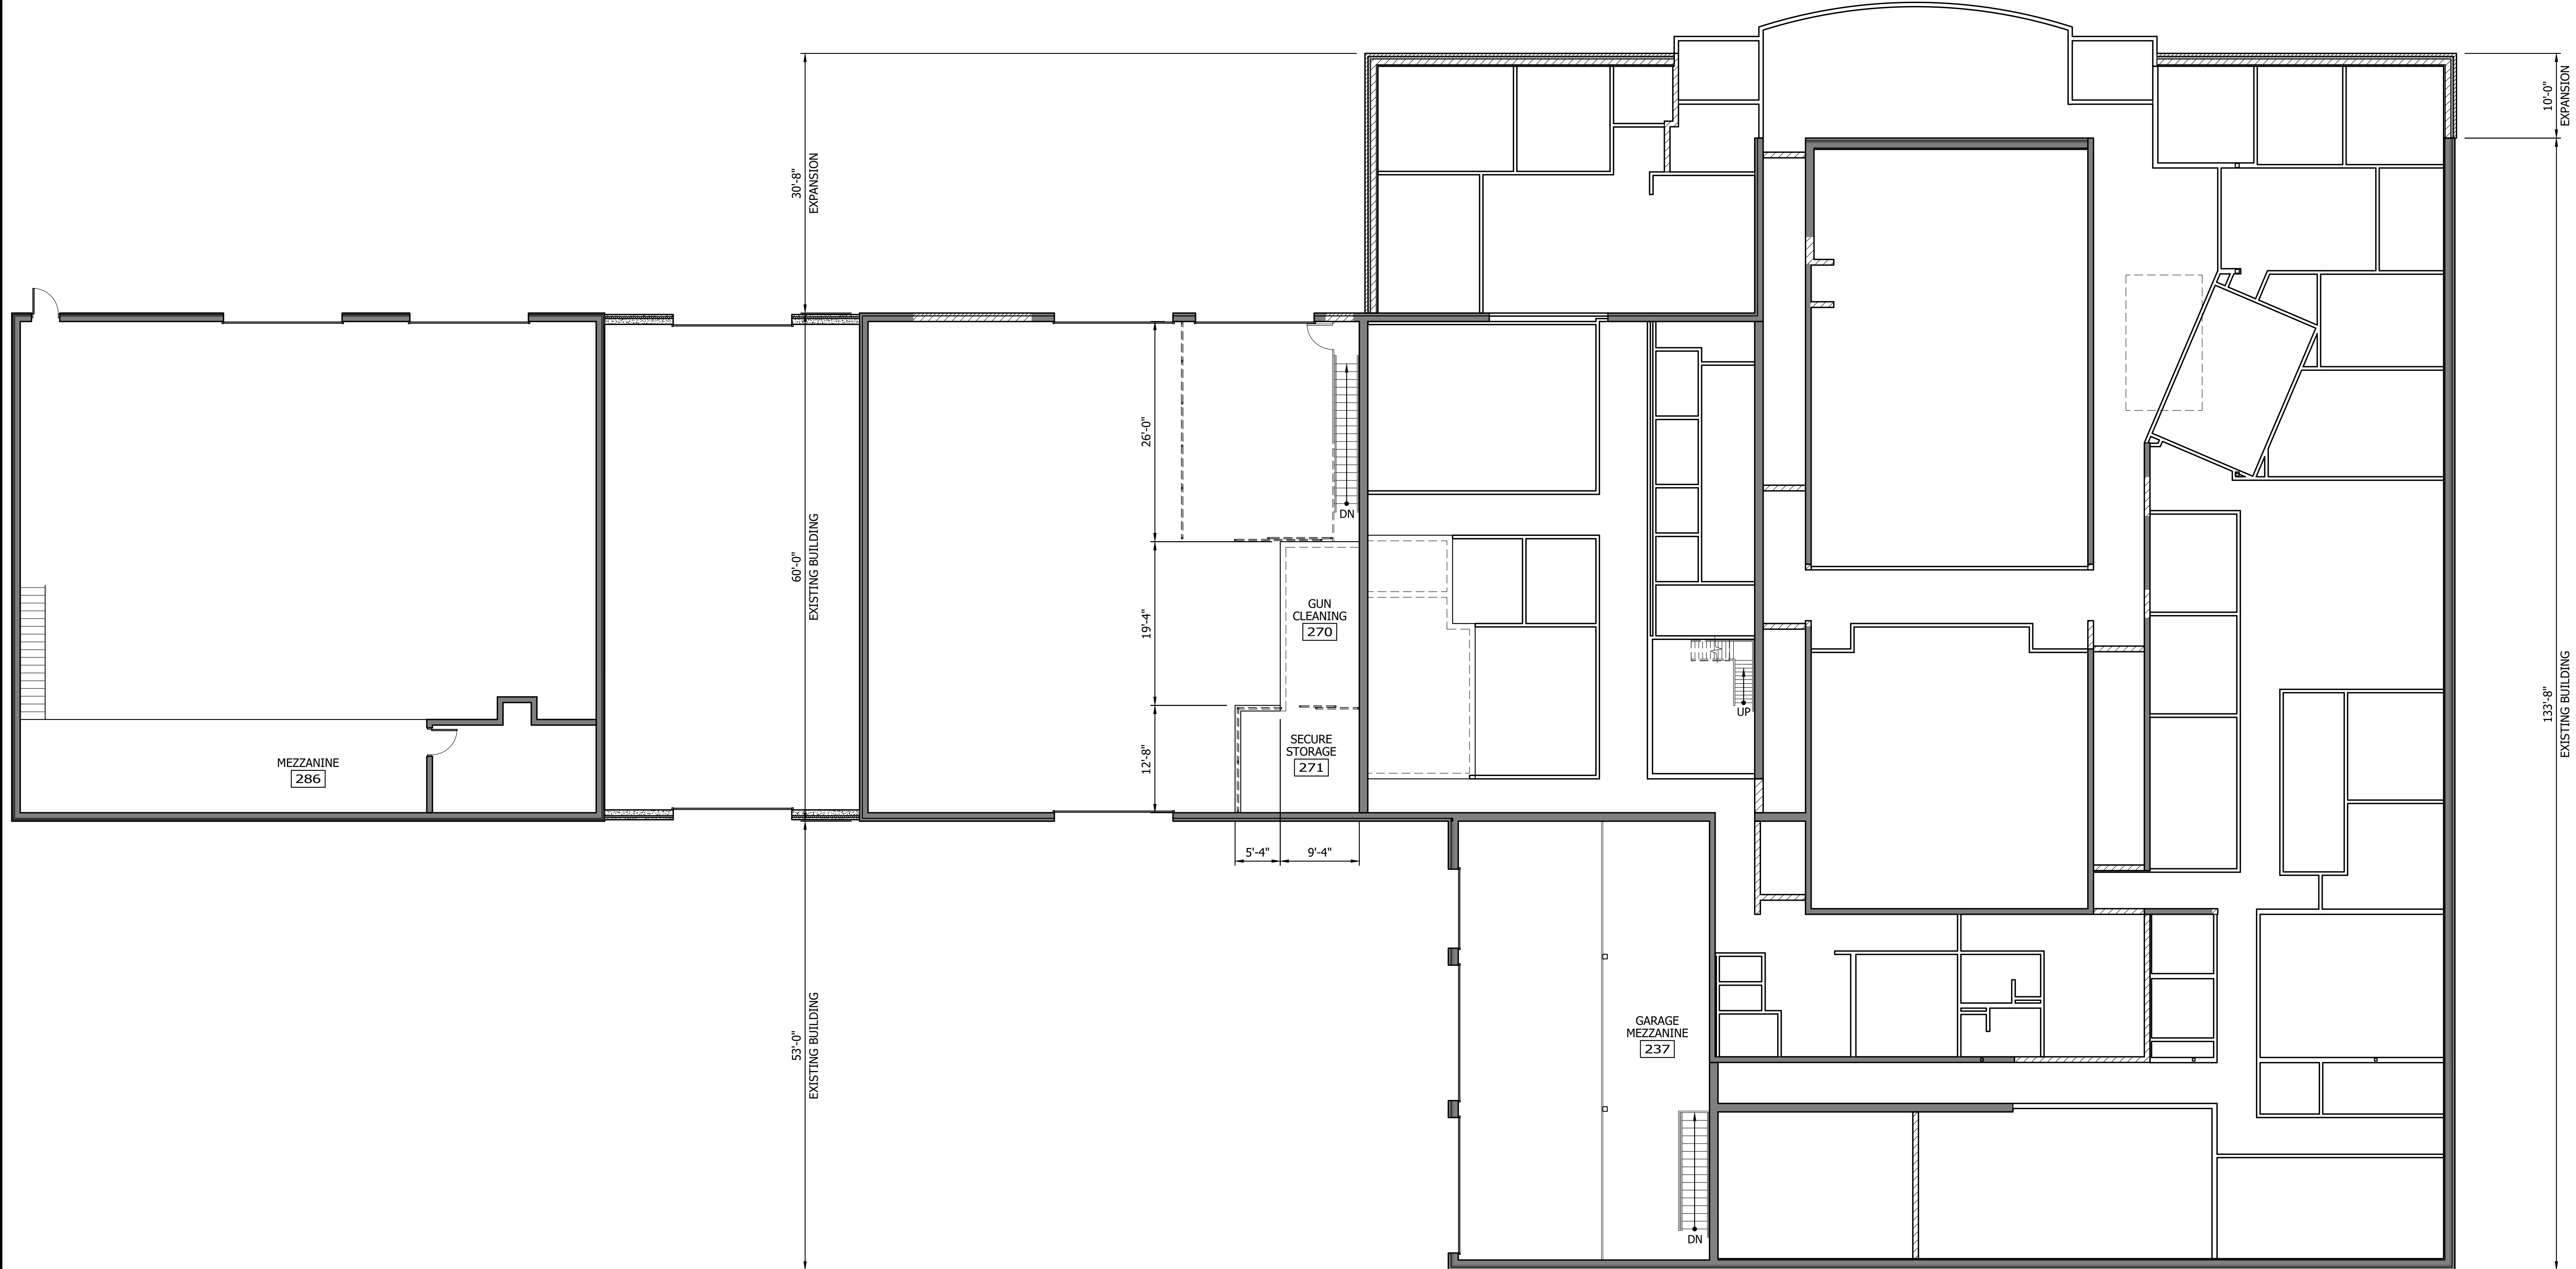 10'-0"
EXPANSION
30'-8"
EXPANSION
26'-0"
DN
60'-0"
EXISTING BUILDING
19'-4"
GUN
CLEANING
270
133'-8"
EXISTING BUILDING
UP
MEZZANINE
286
12'-8"
SECURE
STORAGE
271
5'-4"
9'-4"
53'-0"
EXISTING BUILDING
GARAGE
MEZZANINE
237
DN